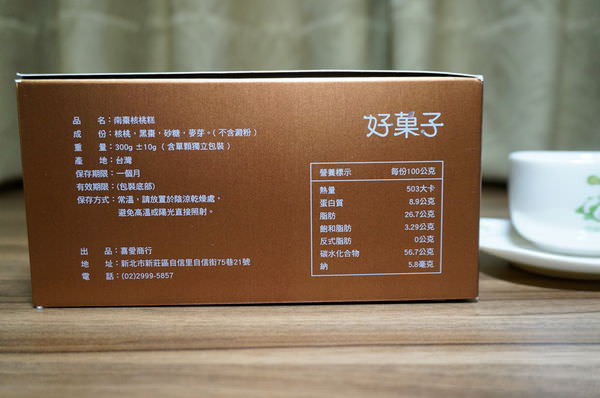 品　　名：南棗核桃糕
成　　份：核桃，黑棗，砂糖，麥芽。（不含澱粉）
重　　量：300g ±10g（含單顆獨立包裝）
產　　地：台灣
保存期限：一個月
有效期限：(包裝底部)
保存方式：常溫，請放置於陰涼乾燥處，
避免高溫或陽光直接照射。
出　　品：喜愛商行
地　　址：新北市新莊區自信里自信街75巷21號
電　　話：(02)2999-5857
好菓子
營養標示　每份100公克
熱量　503大卡
蛋白質　8.9公克
脂肪　26.7公克
飽和脂肪　3.29公克
反式脂肪　0公克
碳水化合物　56.7公克
納　5.8毫克